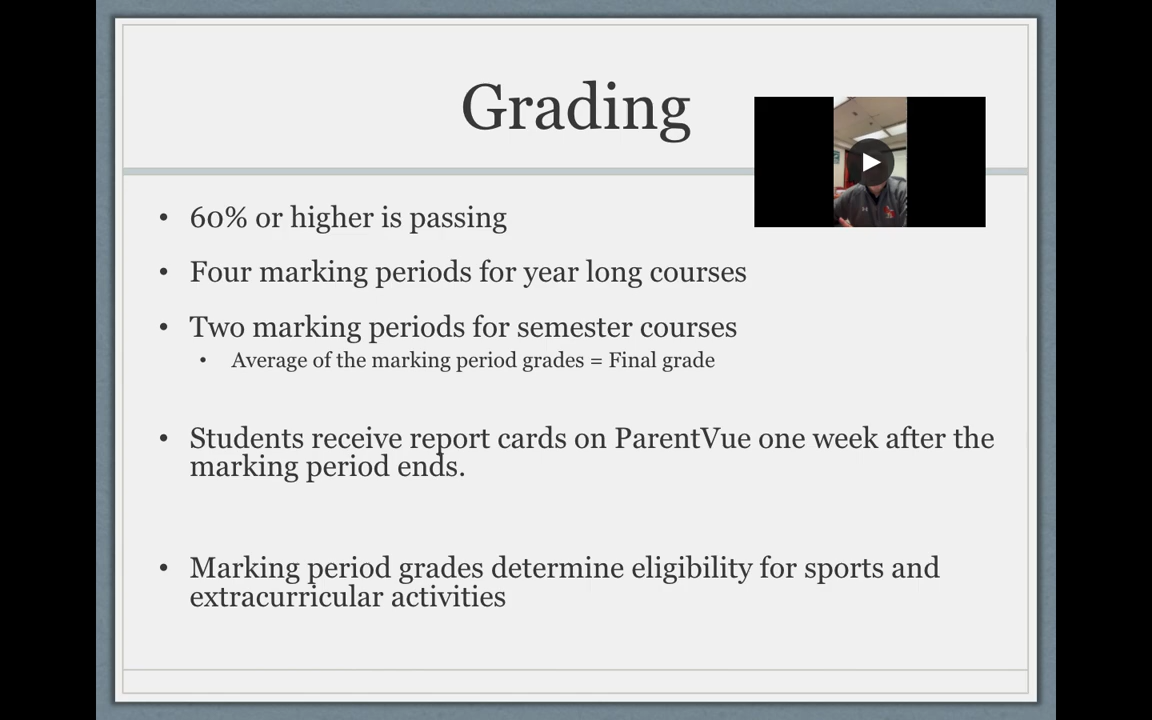 Grading
• 60% or higher is passing
• Four marking periods for year long courses
• Two marking periods for semester courses
• Average of the marking period grades = Final grade
• Students receive report cards on ParentVue one week after the
marking period ends.
• Marking period grades determine eligibility for sports and
extracurricular activities